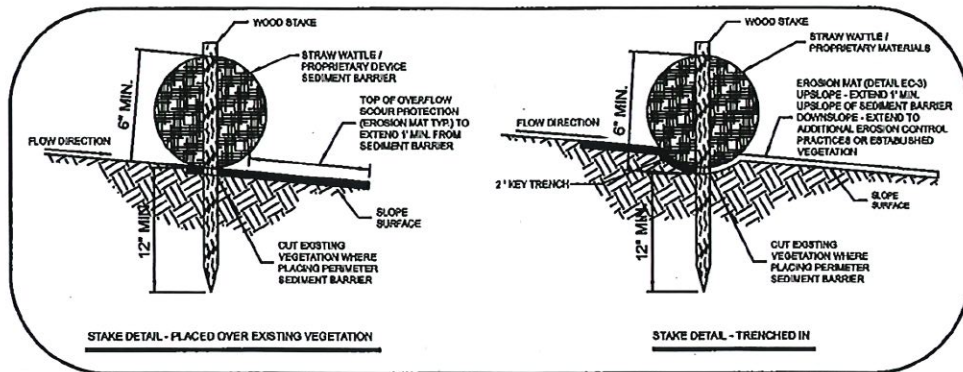 WOOD STAKE
STRAW WATTLE /
PROPRIETARY DEVICE
SEDIMENT BARRIER
6" MIN.
TOP OF OVERFLOW
SCOUR PROTECTION
(EROSION MAT TYP.) TO
EXTEND 1' MIN. FROM
SEDIMENT BARRIER
FLOW DIRECTION
12" MIN.
SLOPE
SURFACE
CUT EXISTING
VEGETATION WHERE
PLACING PERIMETER
SEDIMENT BARRIER
STAKE DETAIL - PLACED OVER EXISTING VEGETATION
WOOD STAKE
STRAW WATTLE /
PROPRIETARY MATERIALS
6" MIN.
EROSION MAT (DETAIL EC-3)
UPSLOPE - EXTEND 1' MIN.
UPSLOPE OF SEDIMENT BARRIER
DOWNSLOPE - EXTEND TO
ADDITIONAL EROSION CONTROL
PRACTICES OR ESTABLISHED
VEGETATION
FLOW DIRECTION
2" KEY TRENCH
12" MIN.
SLOPE
SURFACE
CUT EXISTING
VEGETATION WHERE
PLACING PERIMETER
SEDIMENT BARRIER
STAKE DETAIL - TRENCHED IN